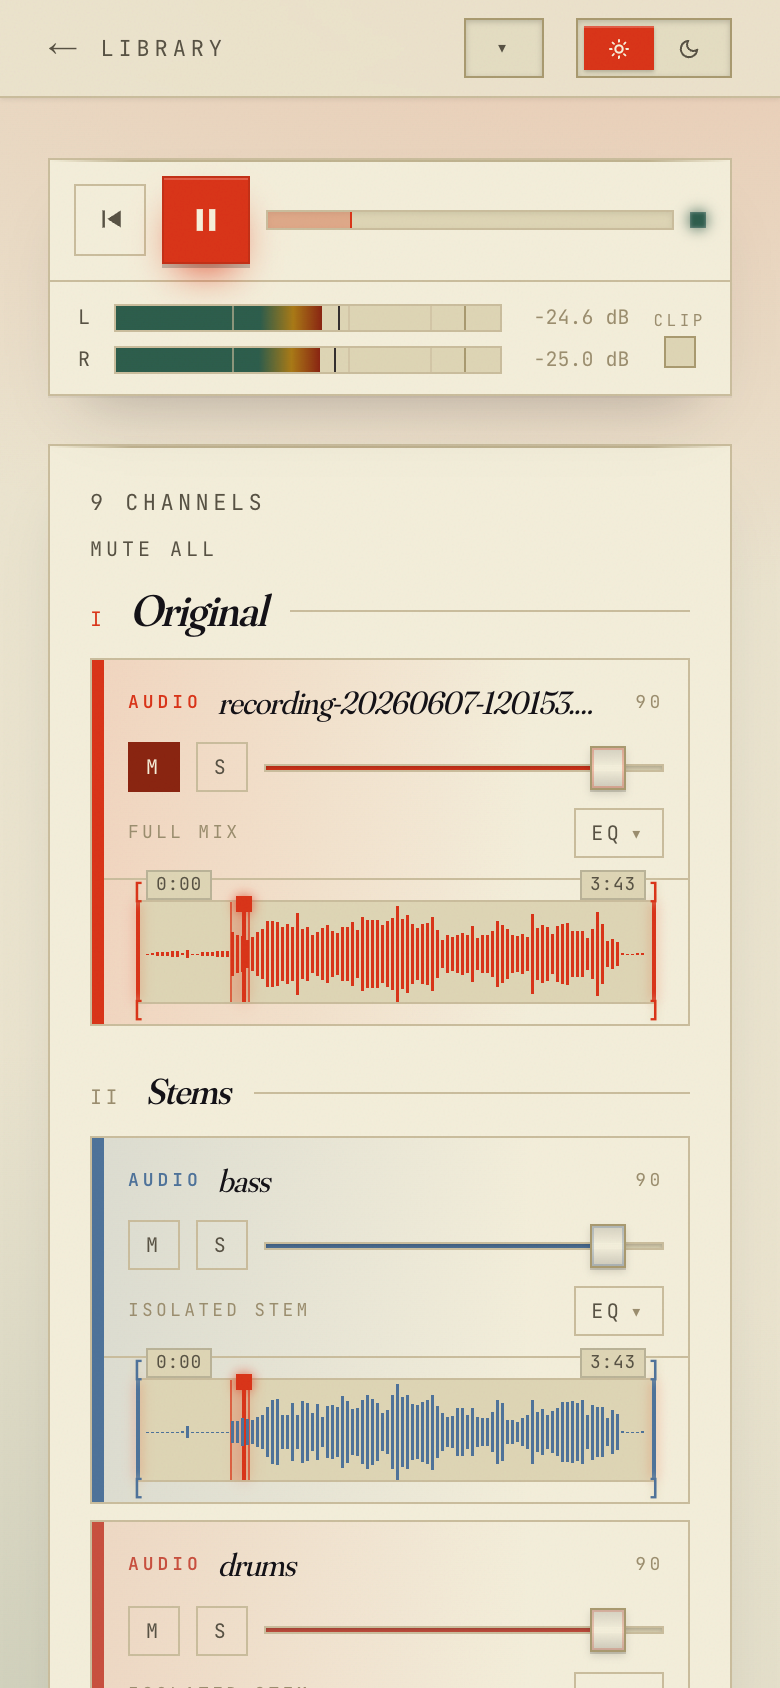 ← LIBRARY ▼
L -24.6 dB CLIP
R -25.0 dB
9 CHANNELS
MUTE ALL
I Original
AUDIO recording-20260607-120153.... 90
M S
FULL MIX EQ ▼
0:00 3:43
II Stems
AUDIO bass 90
M S
ISOLATED STEM EQ ▼
0:00 3:43
AUDIO drums 90
M S